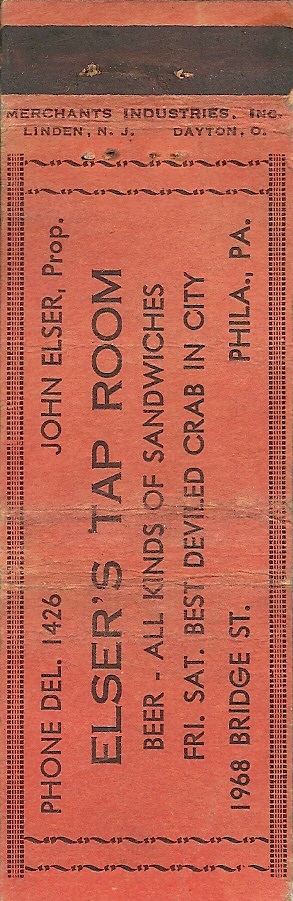 MERCHANTS INDUSTRIES, INC.
LINDEN, N. J. DAYTON, O.
PHONE DEL. 1426 JOHN ELSER, Prop.
ELSER'S TAP ROOM
BEER - ALL KINDS OF SANDWICHES
FRI. SAT. BEST DEVILED CRAB IN CITY
1968 BRIDGE ST. PHILA., PA.